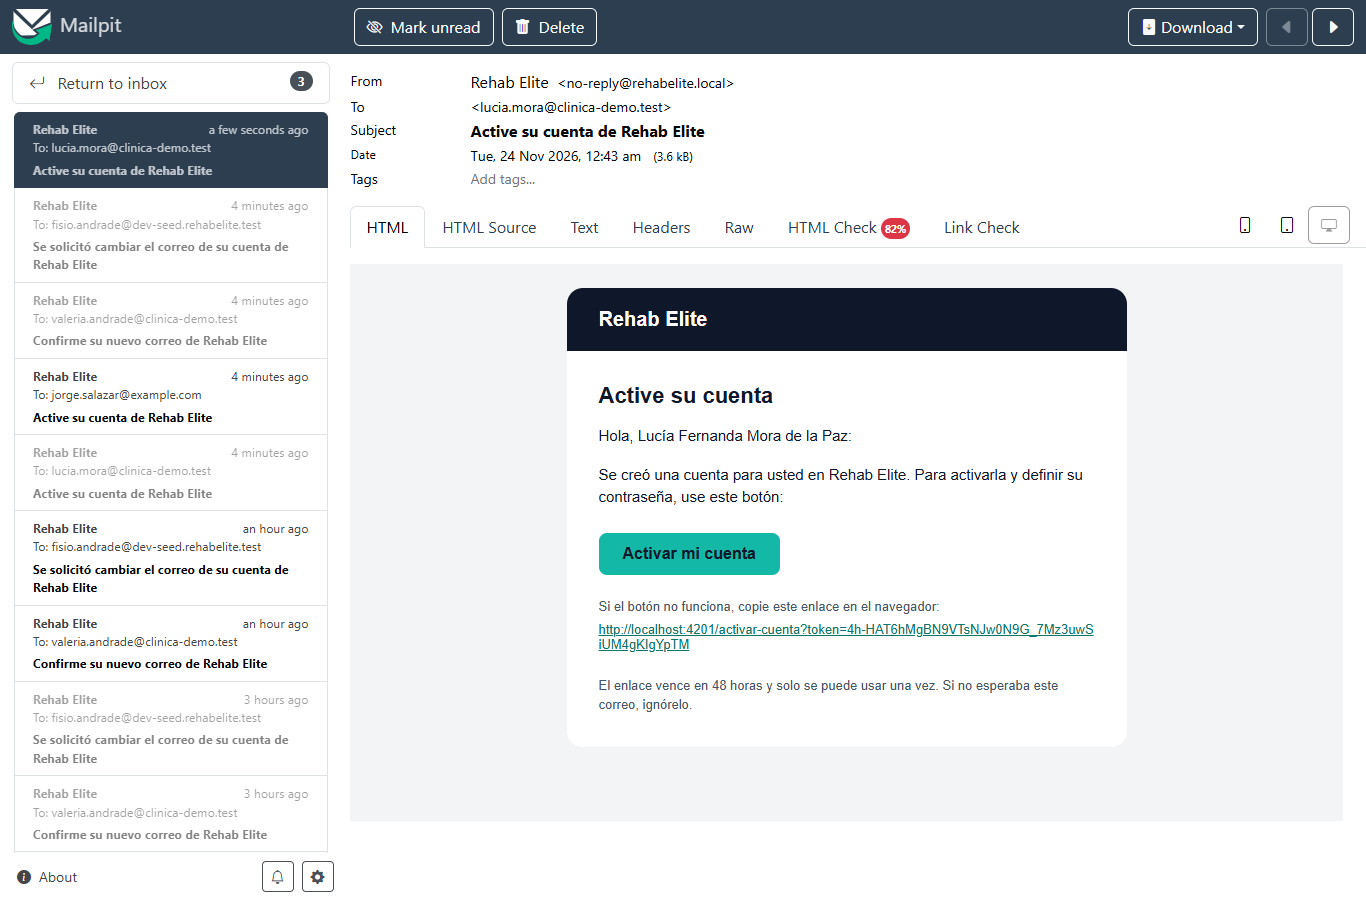 Mailpit
Mark unread
Delete
Download
Return to inbox
3
Rehab Elite a few seconds ago
To: lucia.mora@clinica-demo.test
Active su cuenta de Rehab Elite
Rehab Elite 4 minutes ago
To: fisio.andrade@dev-seed.rehabelite.test
Se solicitó cambiar el correo de su cuenta de
Rehab Elite
Rehab Elite 4 minutes ago
To: valeria.andrade@clinica-demo.test
Confirme su nuevo correo de Rehab Elite
Rehab Elite 4 minutes ago
To: jorge.salazar@example.com
Active su cuenta de Rehab Elite
Rehab Elite 4 minutes ago
To: lucia.mora@clinica-demo.test
Active su cuenta de Rehab Elite
Rehab Elite an hour ago
To: fisio.andrade@dev-seed.rehabelite.test
Se solicitó cambiar el correo de su cuenta de
Rehab Elite
Rehab Elite an hour ago
To: valeria.andrade@clinica-demo.test
Confirme su nuevo correo de Rehab Elite
Rehab Elite 3 hours ago
To: fisio.andrade@dev-seed.rehabelite.test
Se solicitó cambiar el correo de su cuenta de
Rehab Elite
Rehab Elite 3 hours ago
To: valeria.andrade@clinica-demo.test
Confirme su nuevo correo de Rehab Elite
About
From Rehab Elite <no-reply@rehabelite.local>
To <lucia.mora@clinica-demo.test>
Subject Active su cuenta de Rehab Elite
Date Tue, 24 Nov 2026, 12:43 am (3.6 kB)
Tags Add tags...
HTML HTML Source Text Headers Raw HTML Check 82% Link Check
Rehab Elite
Active su cuenta
Hola, Lucía Fernanda Mora de la Paz:
Se creó una cuenta para usted en Rehab Elite. Para activarla y definir su
contraseña, use este botón:
Activar mi cuenta
Si el botón no funciona, copie este enlace en el navegador:
http://localhost:4201/activar-cuenta?token=4h-HAT6hMgBN9VTsNJw0N9G_7Mz3uwS
iUM4gKIgYpTM
El enlace vence en 48 horas y solo se puede usar una vez. Si no esperaba este
correo, ignórelo.